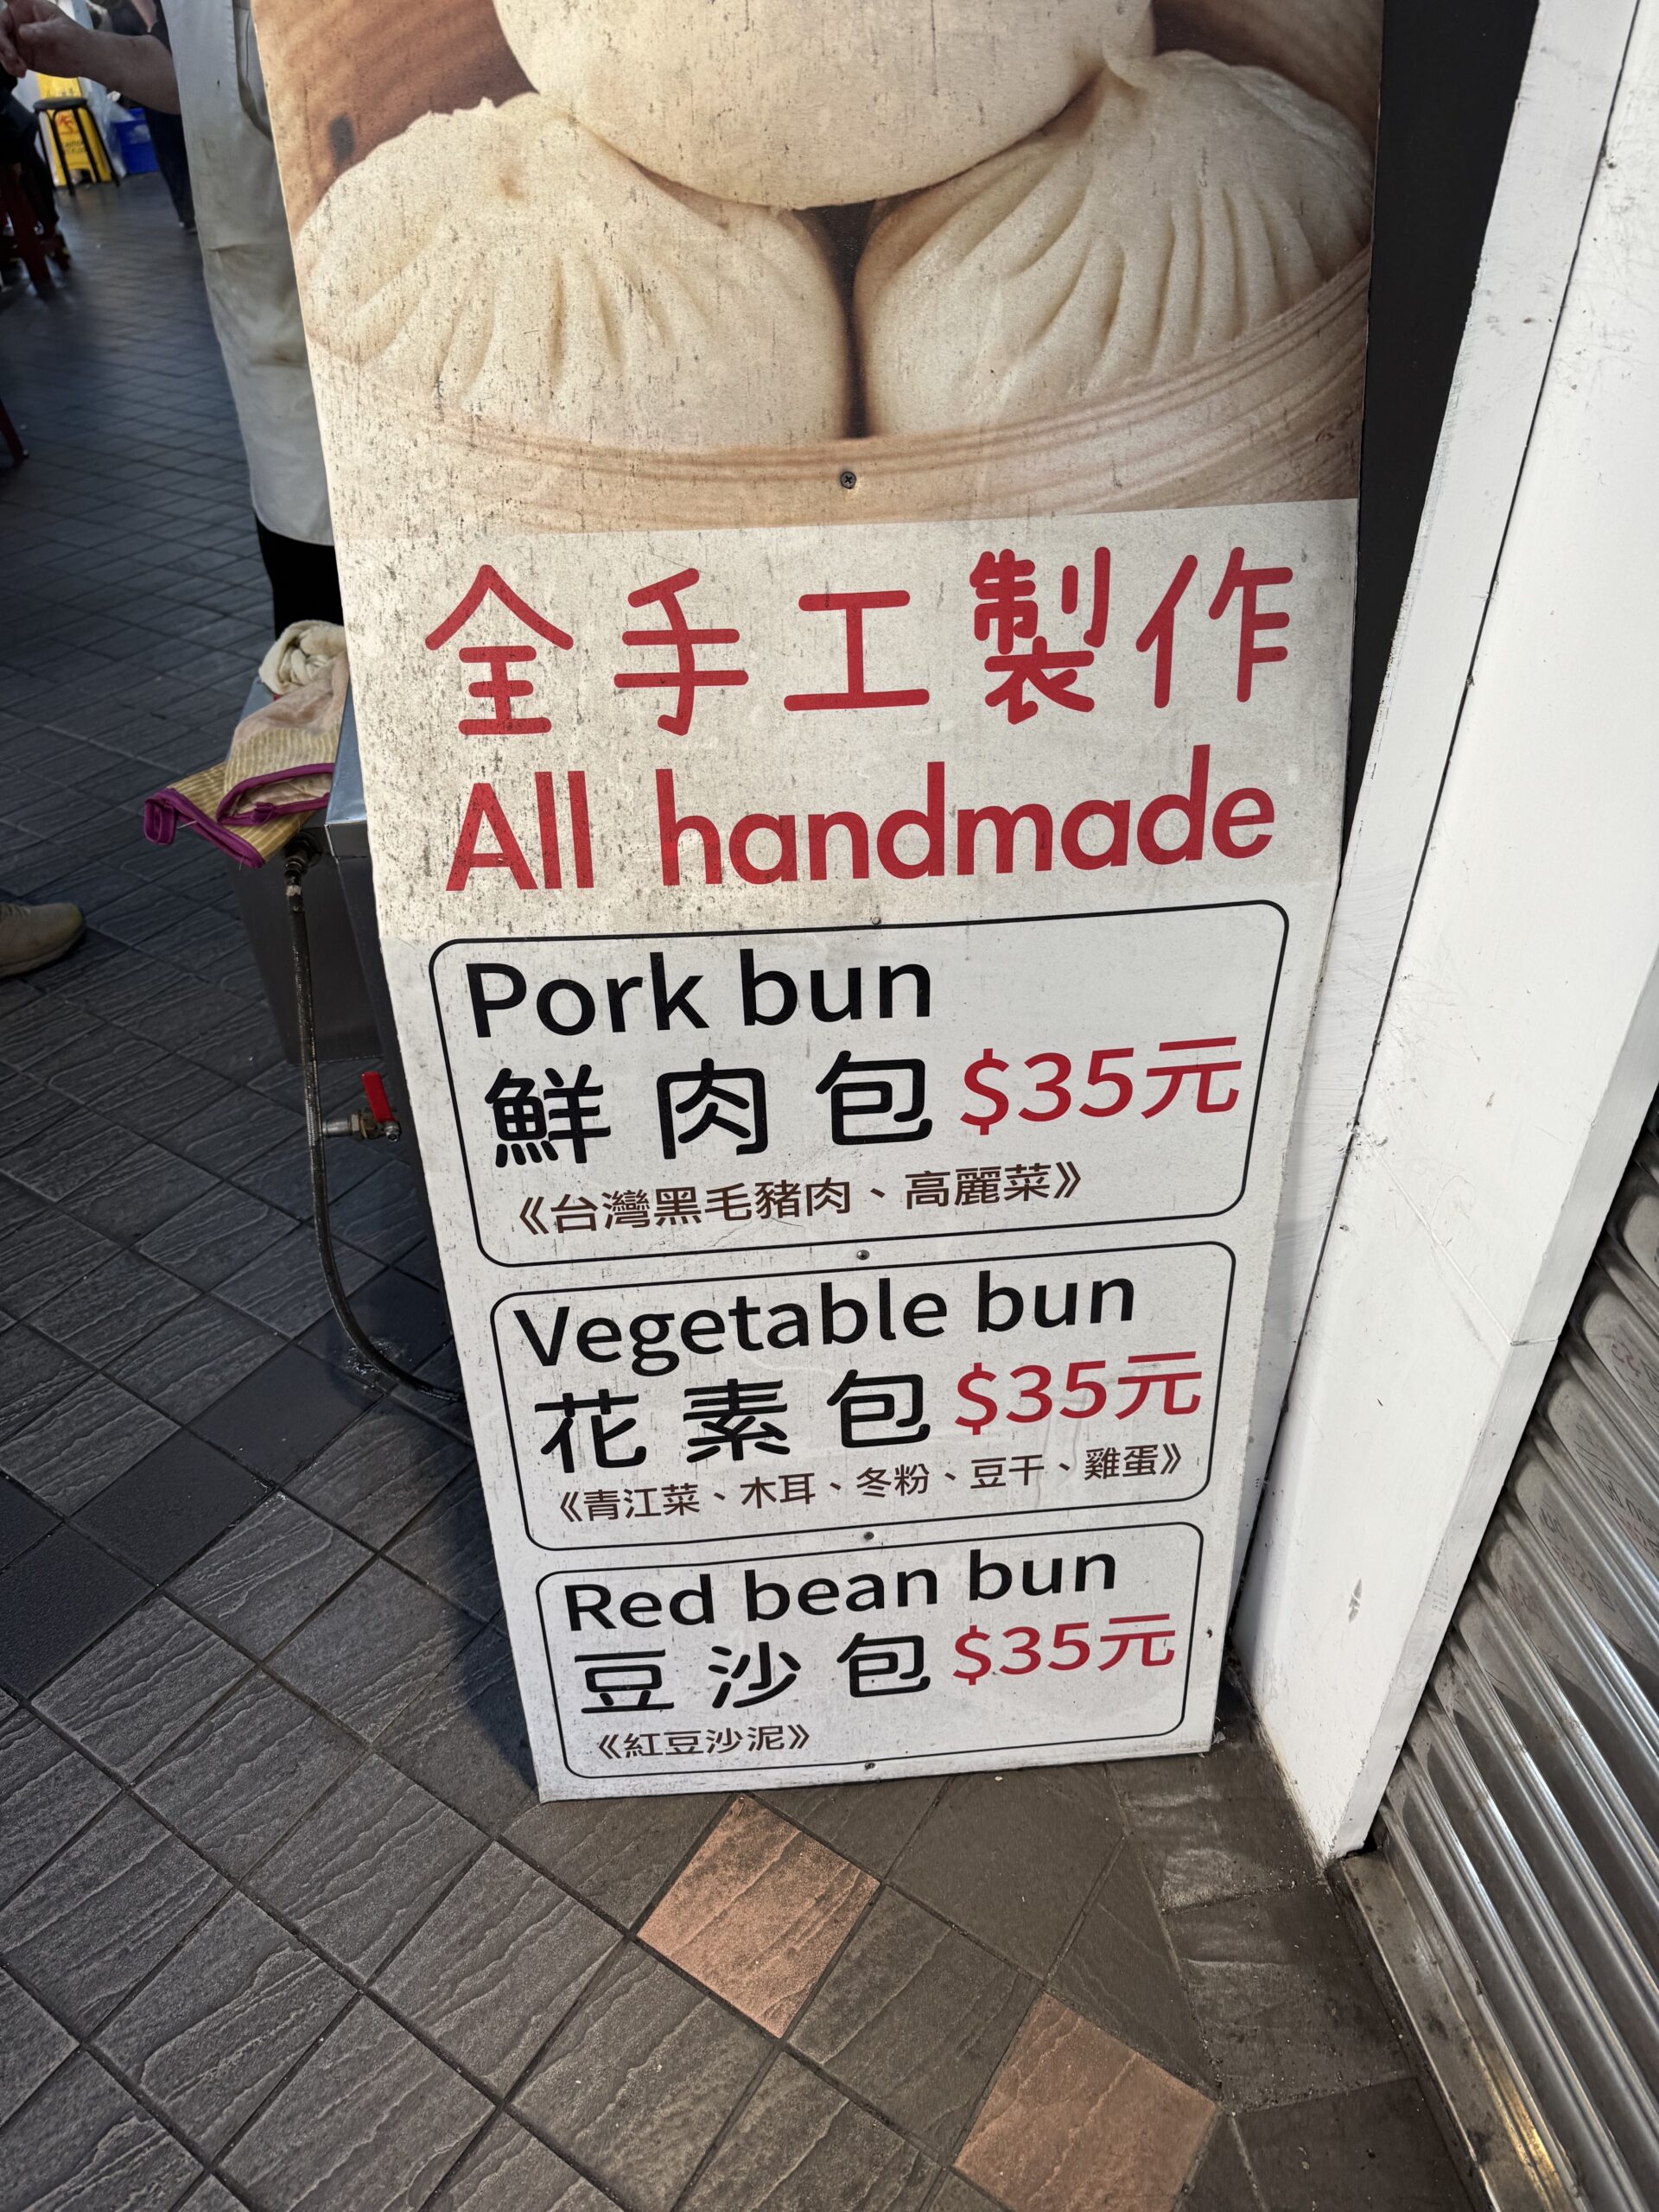 全手工製作
All handmade
Pork bun
鮮肉包 $35元
《台灣黑毛豬肉、高麗菜》
Vegetable bun
花素包 $35元
《青江菜、木耳、冬粉、豆干、雞蛋》
Red bean bun
豆沙包 $35元
《紅豆沙泥》